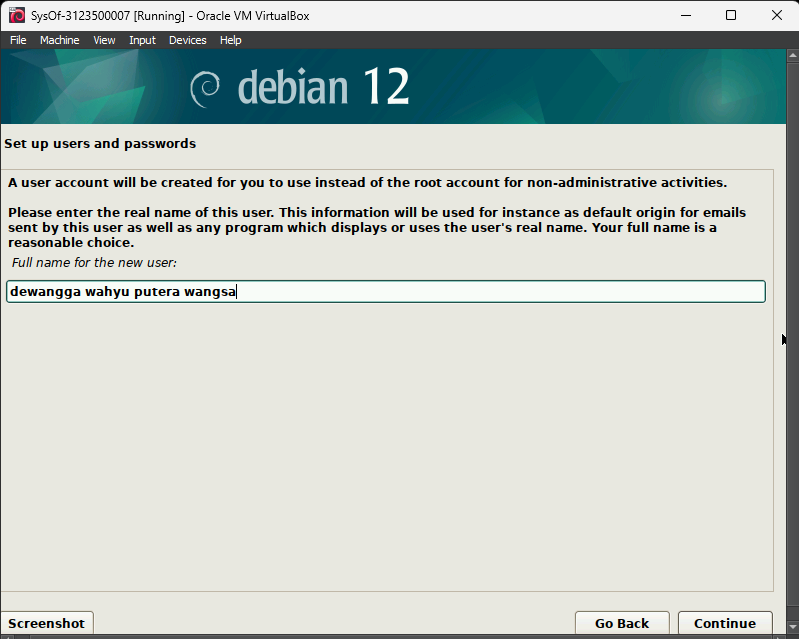 SysOf-3123500007 [Running] - Oracle VM VirtualBox
File Machine View Input Devices Help
debian 12
Set up users and passwords
A user account will be created for you to use instead of the root account for non-administrative activities.
Please enter the real name of this user. This information will be used for instance as default origin for emails
sent by this user as well as any program which displays or uses the user's real name. Your full name is a
reasonable choice.
Full name for the new user:
dewangga wahyu putera wangsa
Screenshot Go Back Continue